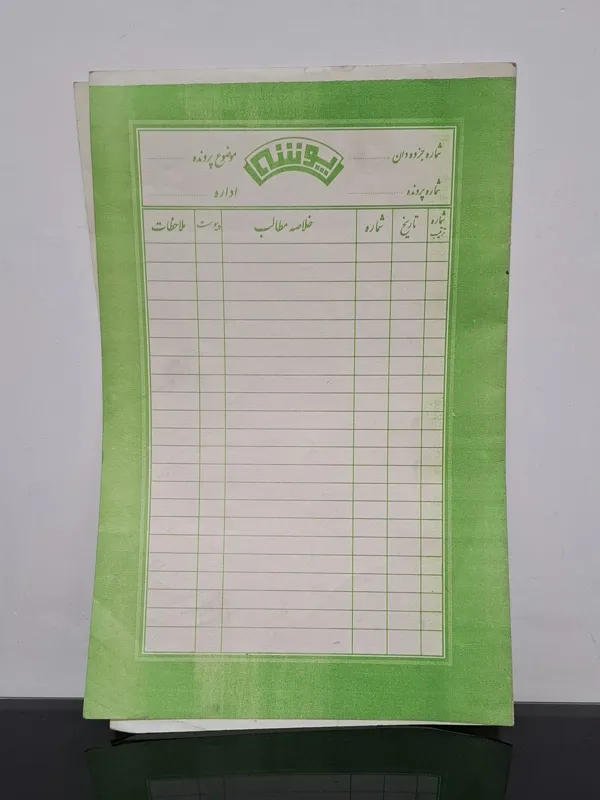 شماره جزوه دان ............ پوشه موضوع پرونده ............
شماره پرونده ............ اداره ............
شماره ترتیب تاریخ شماره خلاصه مطالب پیوست ملاحظات